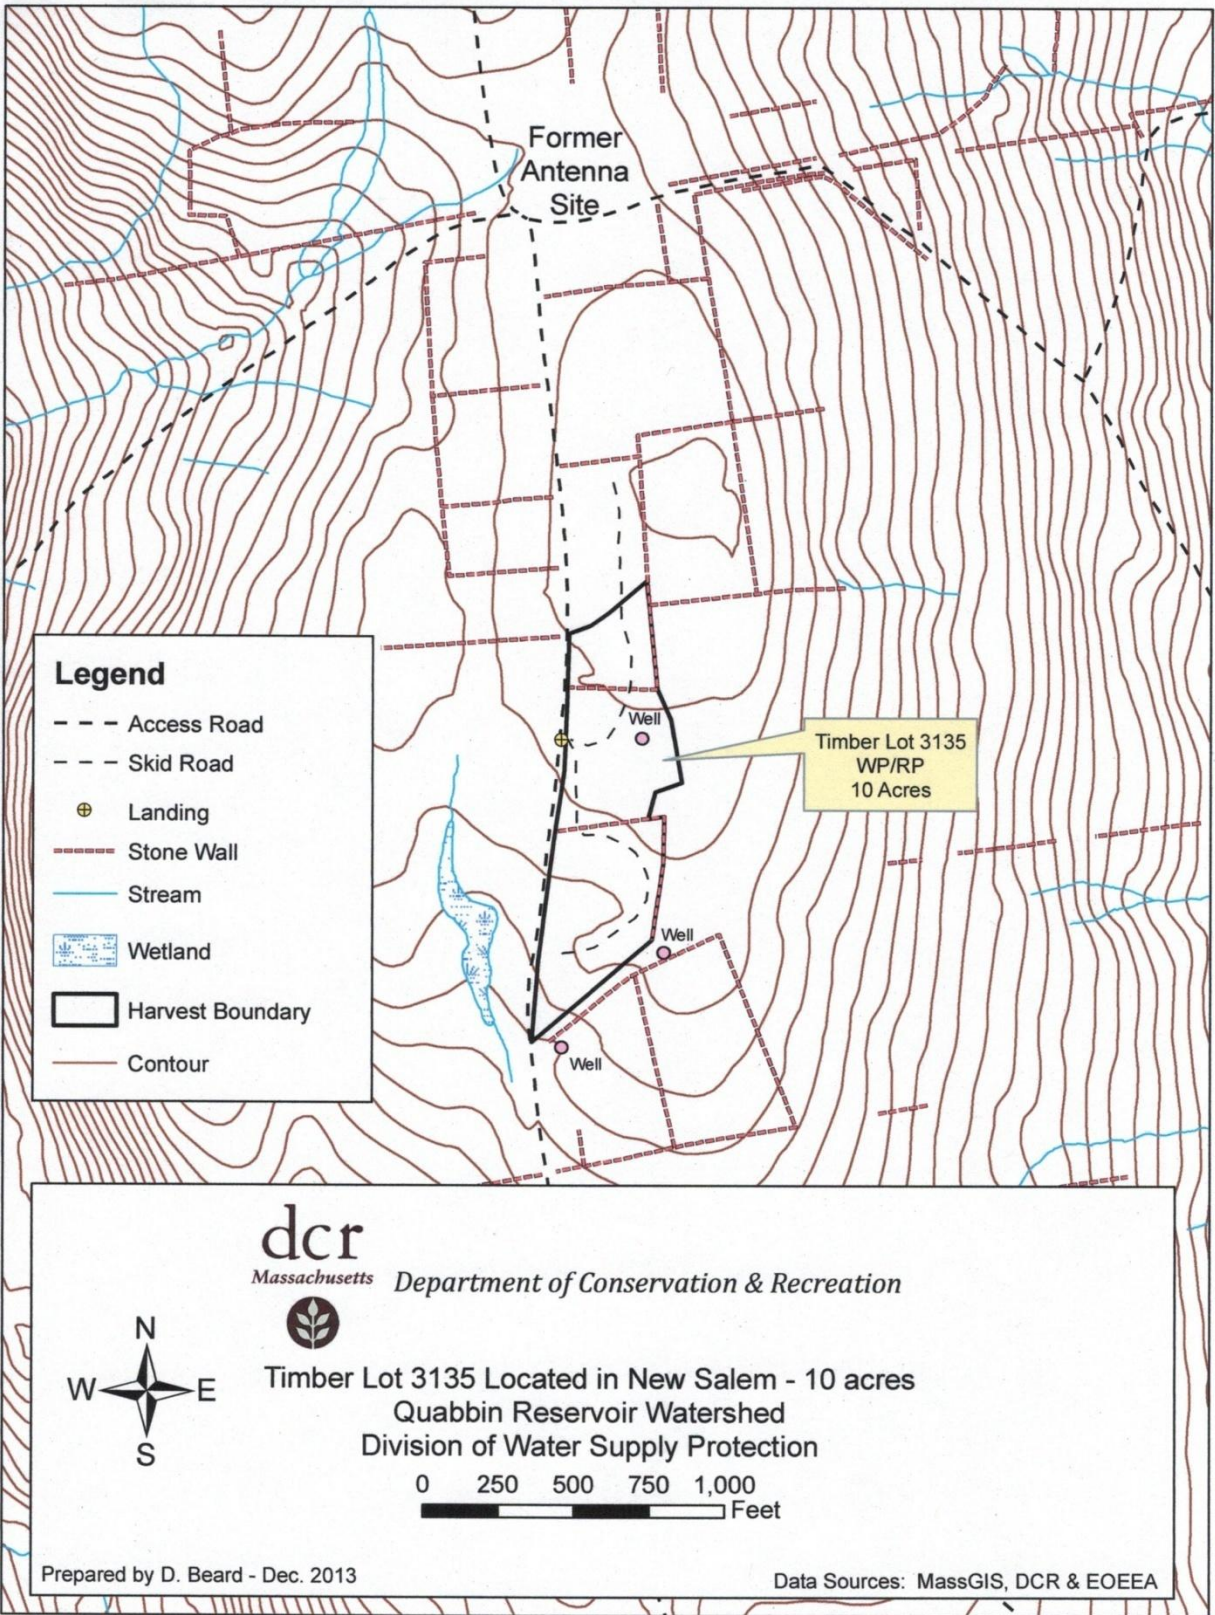 Former
Antenna
Site
Well
Timber Lot 3135
WP/RP
10 Acres
Well
Well
Legend
Access Road
Skid Road
Landing
Stone Wall
Stream
Wetland
Harvest Boundary
Contour
dcr
Massachusetts
Department of Conservation & Recreation
N
W E
S
Timber Lot 3135 Located in New Salem - 10 acres
Quabbin Reservoir Watershed
Division of Water Supply Protection
0 250 500 750 1,000
Feet
Prepared by D. Beard - Dec. 2013
Data Sources: MassGIS, DCR & EOEEA